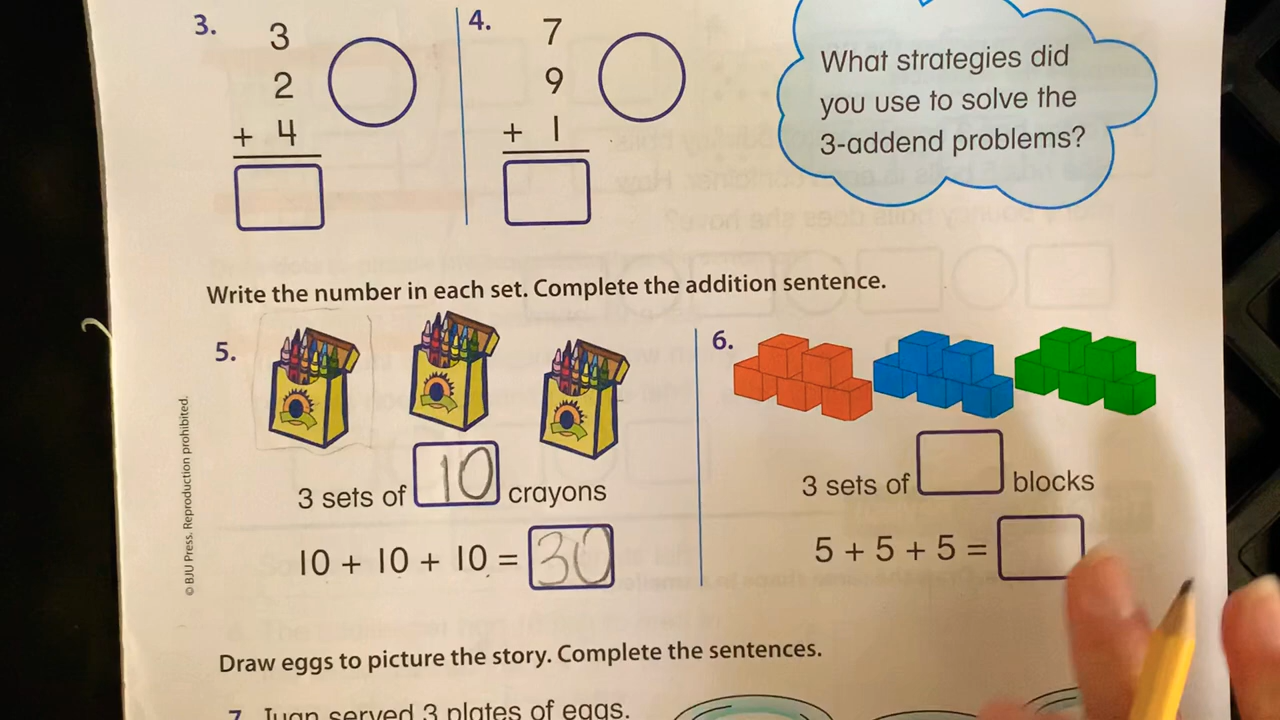 3.
3
2
+ 4
4.
7
9
+ 1
What strategies did
you use to solve the
3-addend problems?
Write the number in each set. Complete the addition sentence.
5.
3 sets of 10 crayons
10 + 10 + 10 = 30
6.
3 sets of blocks
5 + 5 + 5 =
© BJU Press. Reproduction prohibited.
Draw eggs to picture the story. Complete the sentences.
7. Juan served 3 plates of eggs.